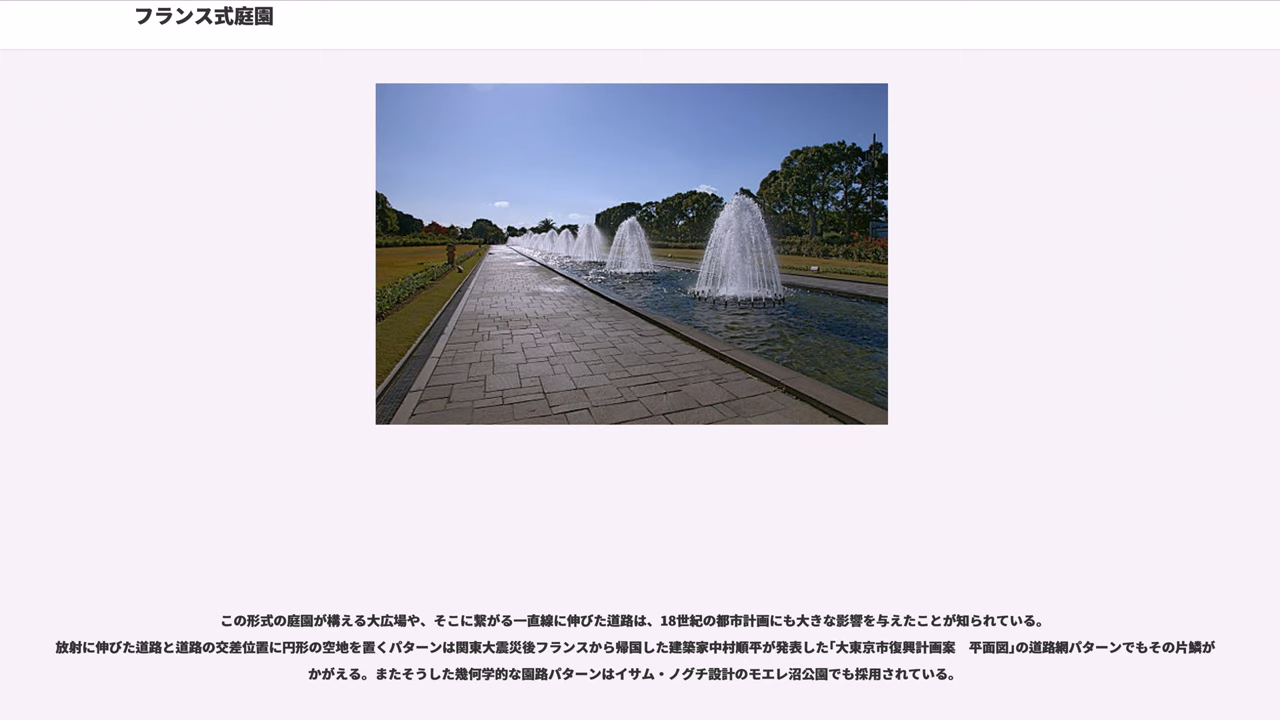 フランス式庭園
この形式の庭園が構える大広場や、そこに繋がる一直線に伸びた道路は、18世紀の都市計画にも大きな影響を与えたことが知られている。
放射に伸びた道路と道路の交差位置に円形の空地を置くパターンは関東大震災後フランスから帰国した建築家中村順平が発表した｢大東京市復興計画案　平面図｣の道路網パターンでもその片鱗が
かがえる。またそうした幾何学的な園路パターンはイサム・ノグチ設計のモエレ沼公園でも採用されている。